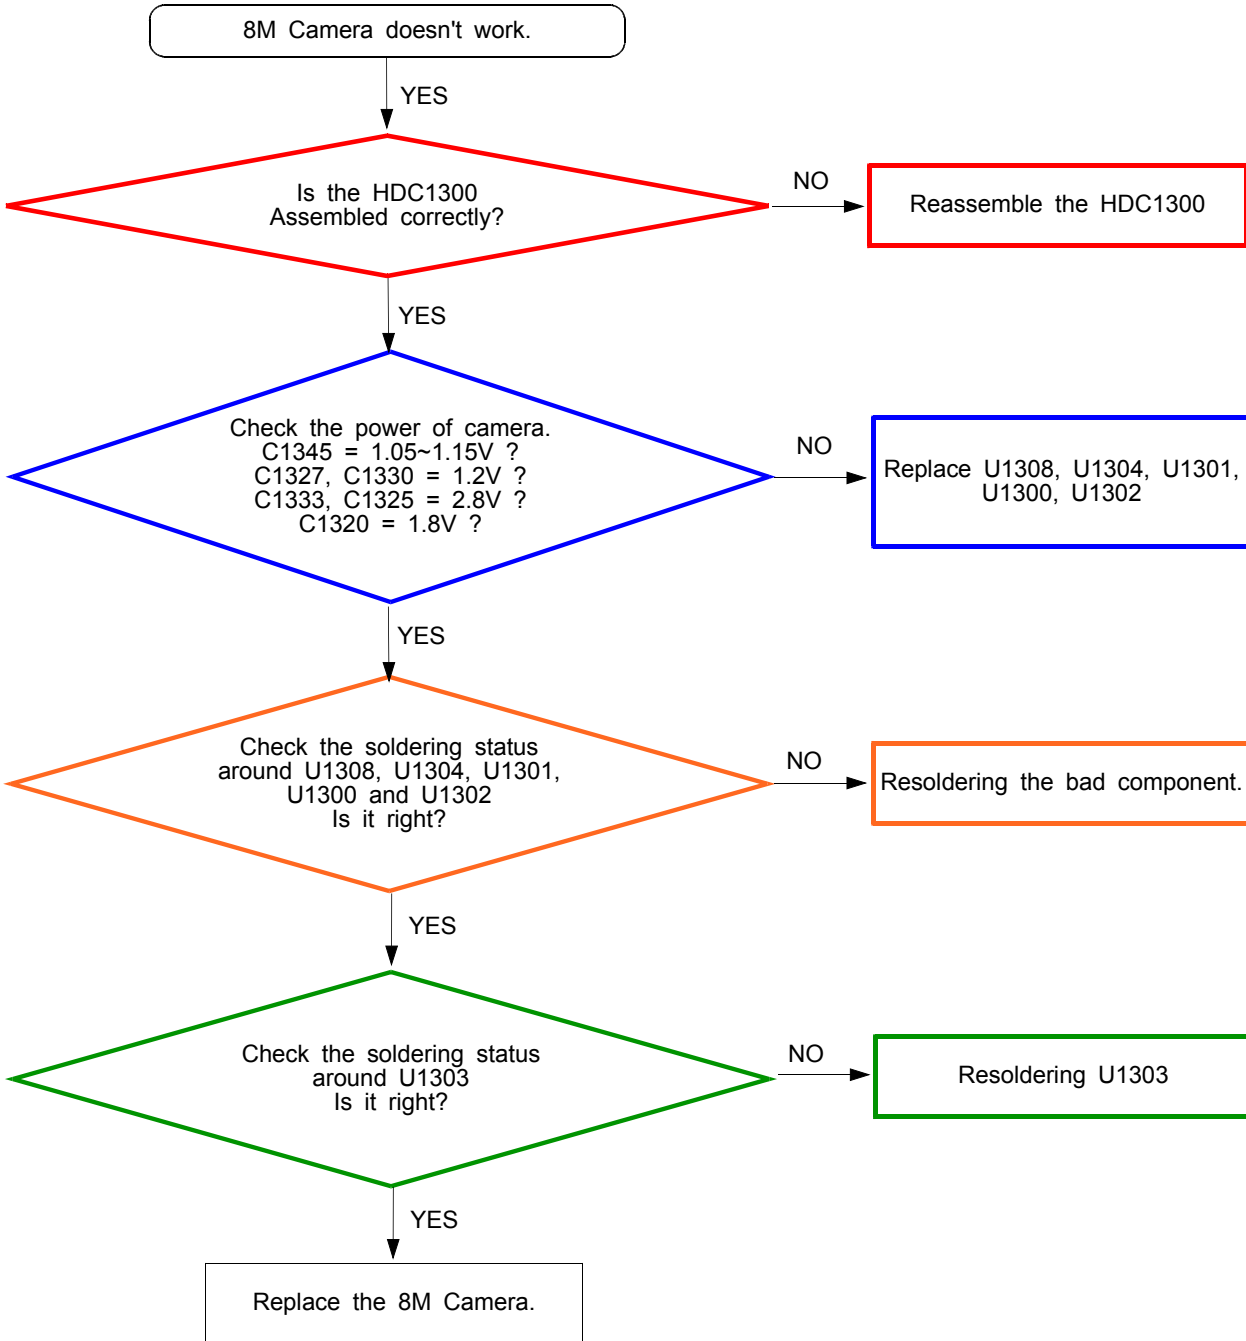 8M Camera doesn't work.
YES
Is the HDC1300
Assembled correctly?
NO
Reassemble the HDC1300
YES
Check the power of camera.
C1345 = 1.05~1.15V ?
C1327, C1330 = 1.2V ?
C1333, C1325 = 2.8V ?
C1320 = 1.8V ?
NO
Replace U1308, U1304, U1301,
U1300, U1302
YES
Check the soldering status
around U1308, U1304, U1301,
U1300 and U1302
Is it right?
NO
Resoldering the bad component.
YES
Check the soldering status
around U1303
Is it right?
NO
Resoldering U1303
YES
Replace the 8M Camera.